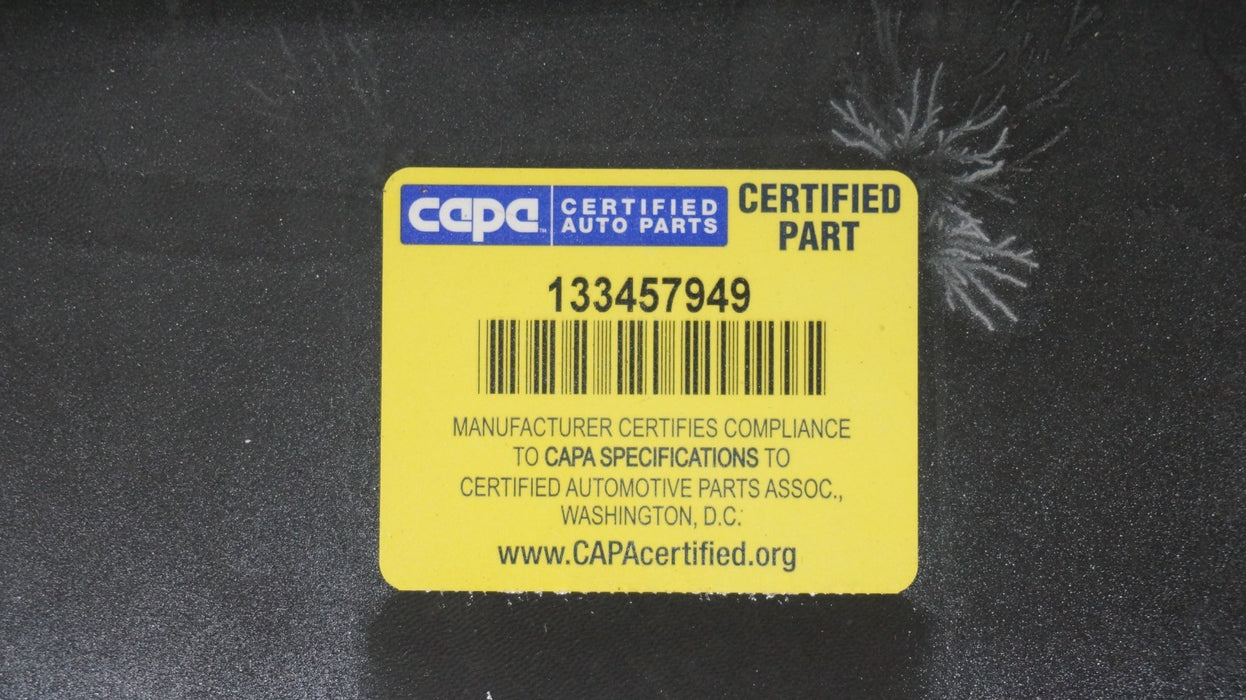 capa™ CERTIFIED AUTO PARTS
CERTIFIED
PART
133457949
MANUFACTURER CERTIFIES COMPLIANCE
TO CAPA SPECIFICATIONS TO
CERTIFIED AUTOMOTIVE PARTS ASSOC.,
WASHINGTON, D.C.
www.CAPAcertified.org